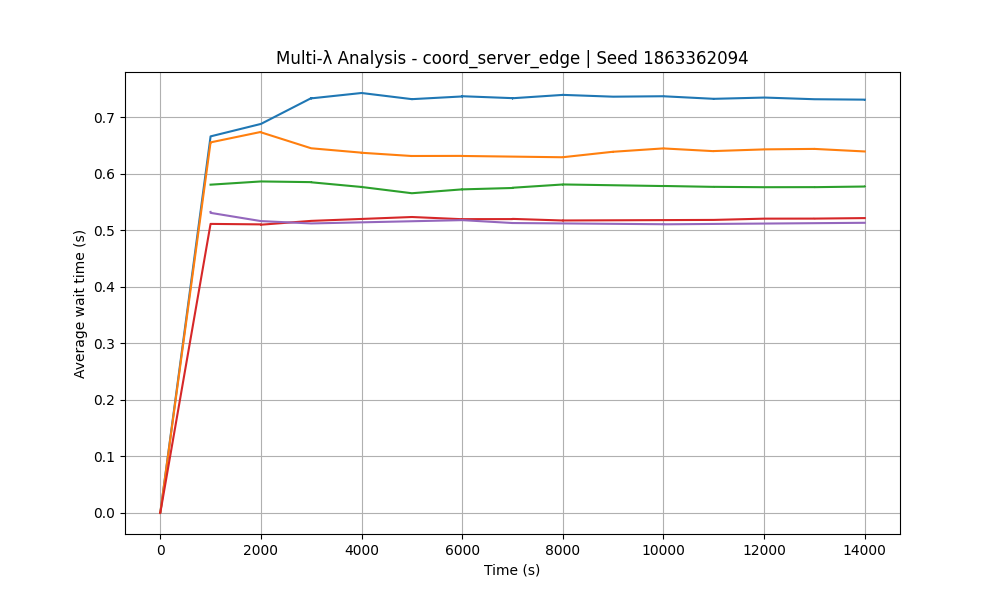 Multi-λ Analysis - coord_server_edge | Seed 1863362094
Average wait time (s)
0.7
0.6
0.5
0.4
0.3
0.2
0.1
0.0
0 2000 4000 6000 8000 10000 12000 14000
Time (s)